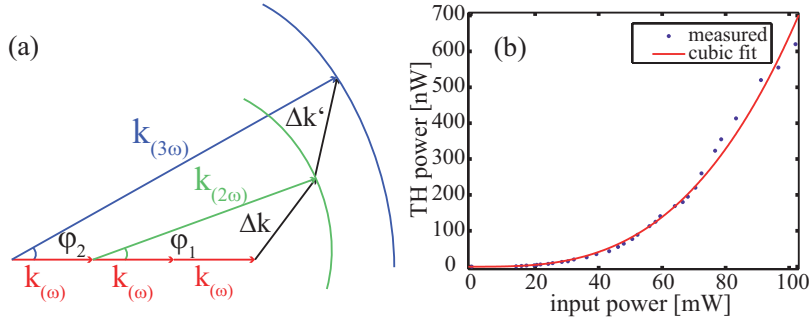 (a)
k(3ω)
Δk‘
k(2ω)
Δk
φ2
φ1
k(ω)
k(ω)
k(ω)
(b)
measured
cubic fit
TH power [nW]
700
600
500
400
300
200
100
0
0 20 40 60 80 100
input power [mW]